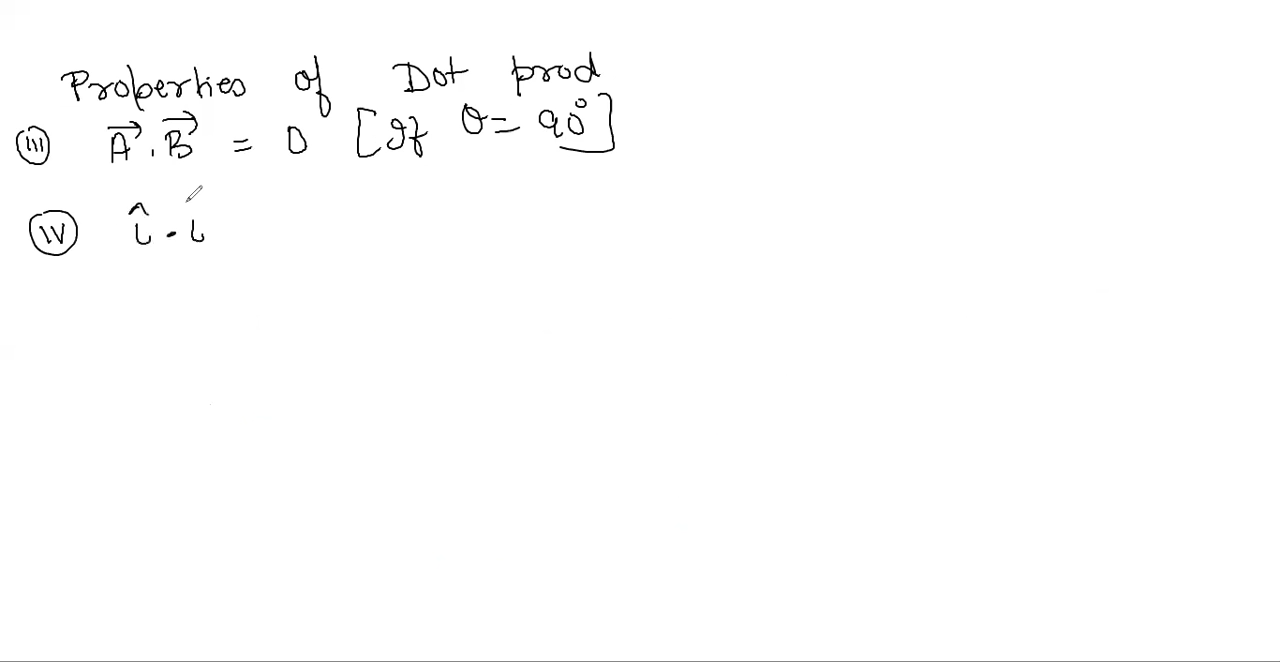 Properties of Dot prod
(iii) A⃗ . B⃗ = 0 [If θ = 90°]
(iv) î . i